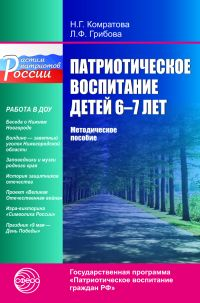 Н.Г. Комратова
Л.Ф. Грибова
Растим патриотов
России
ПАТРИОТИЧЕСКОЕ
ВОСПИТАНИЕ
ДЕТЕЙ 6–7 ЛЕТ
Методическое
пособие
РАБОТА В ДОУ
Беседа о Нижнем
Новгороде
Болдино — заветный
уголок Нижегородской
области
Заповедники и музеи
родного края
История защитников
отечества
Проект «Великая
Отечественная война»
Игра-викторина
«Символика России»
Праздник «9 мая —
День Победы»
Государственная программа
«Патриотическое воспитание
граждан РФ»
СФЕРА